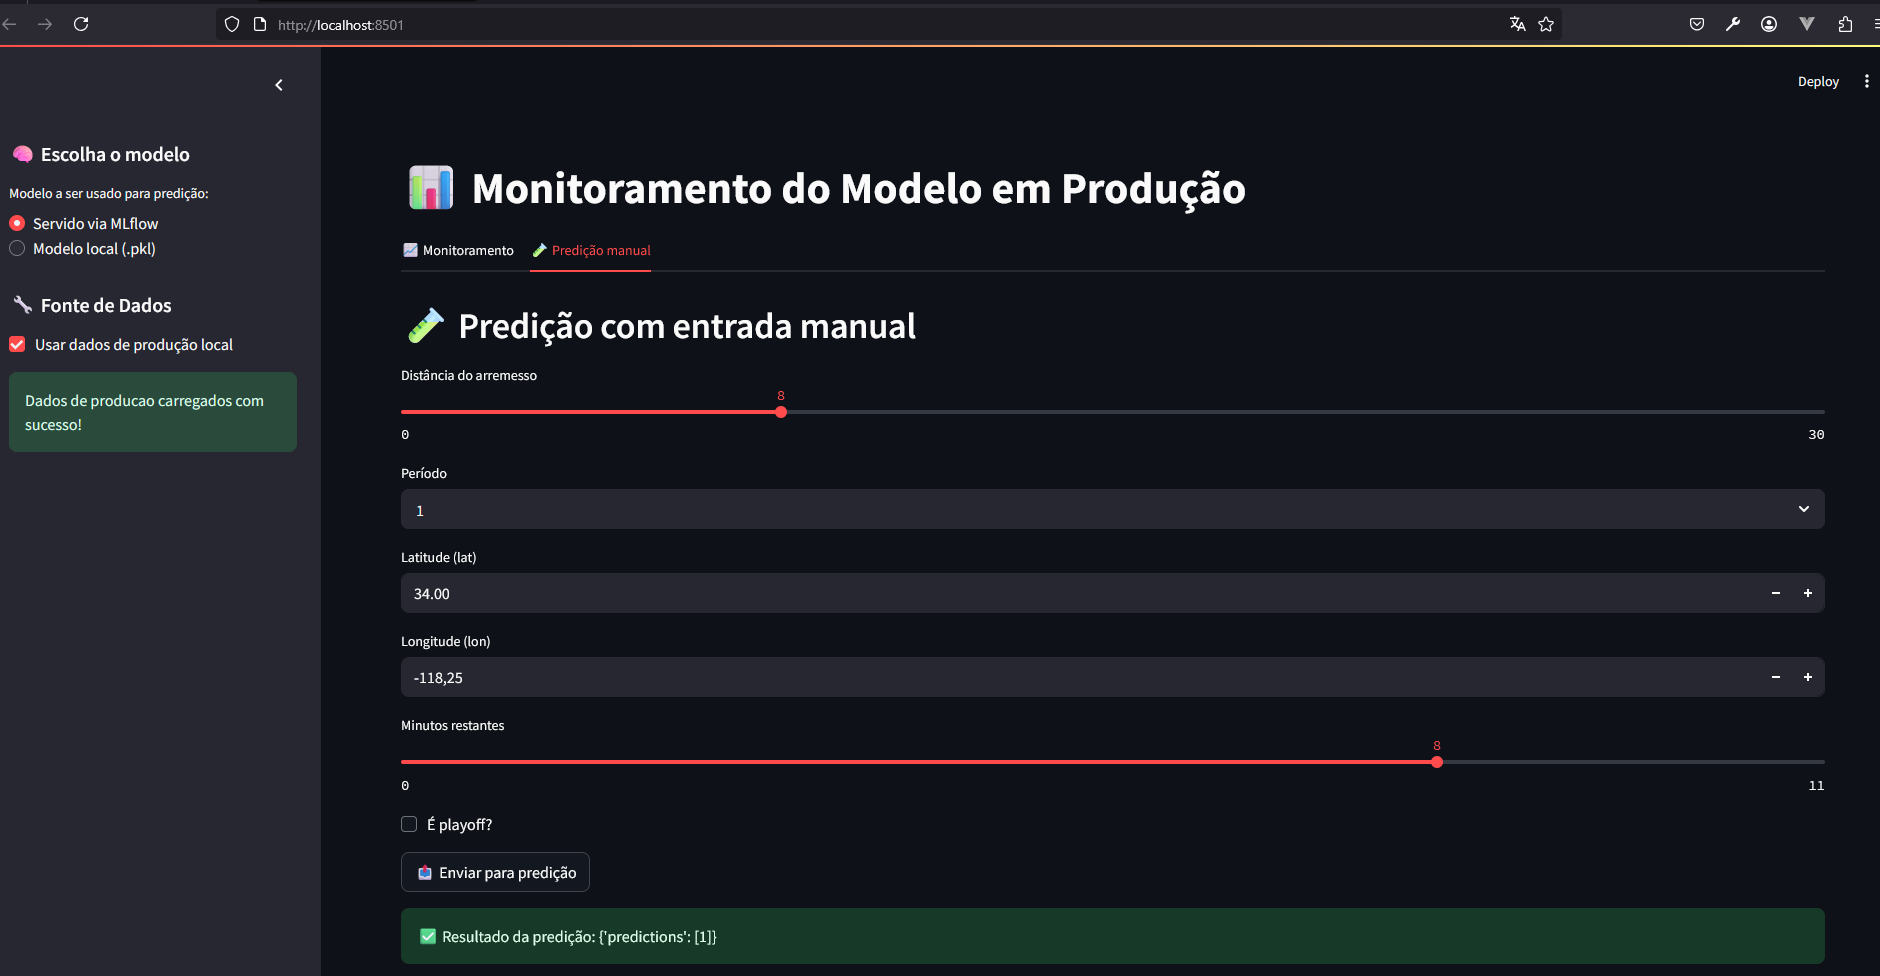 http://localhost:8501
Deploy
Escolha o modelo
Modelo a ser usado para predição:
Servido via MLflow
Modelo local (.pkl)
Fonte de Dados
Usar dados de produção local
Dados de producao carregados com
sucesso!
Monitoramento do Modelo em Produção
Monitoramento
Predição manual
Predição com entrada manual
Distância do arremesso
8
0
30
Período
1
Latitude (lat)
34.00
Longitude (lon)
-118,25
Minutos restantes
8
0
11
É playoff?
Enviar para predição
Resultado da predição: {'predictions': [1]}